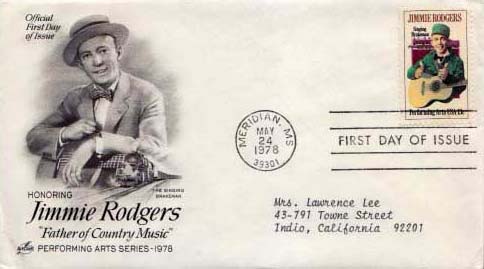 Official
First Day
of Issue
JIMMIE RODGERS
Singing
Brakeman
Performing Arts USA 13c
MERIDIAN, MS
MAY
24
1978
39301
FIRST DAY OF ISSUE
THE SINGING
BRAKEMAN
HONORING
Jimmie Rodgers
"Father of Country Music"
PERFORMING ARTS SERIES-1978
Mrs. Lawrence Lee
43-791 Towne Street
Indio, California 92201